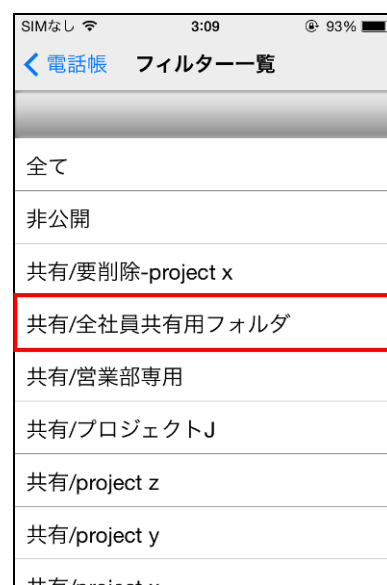 SIMなし 3:09 93%
電話帳 フィルター一覧
全て
非公開
共有/要削除-project x
共有/全社員共有用フォルダ
共有/営業部専用
共有/プロジェクトJ
共有/project z
共有/project y